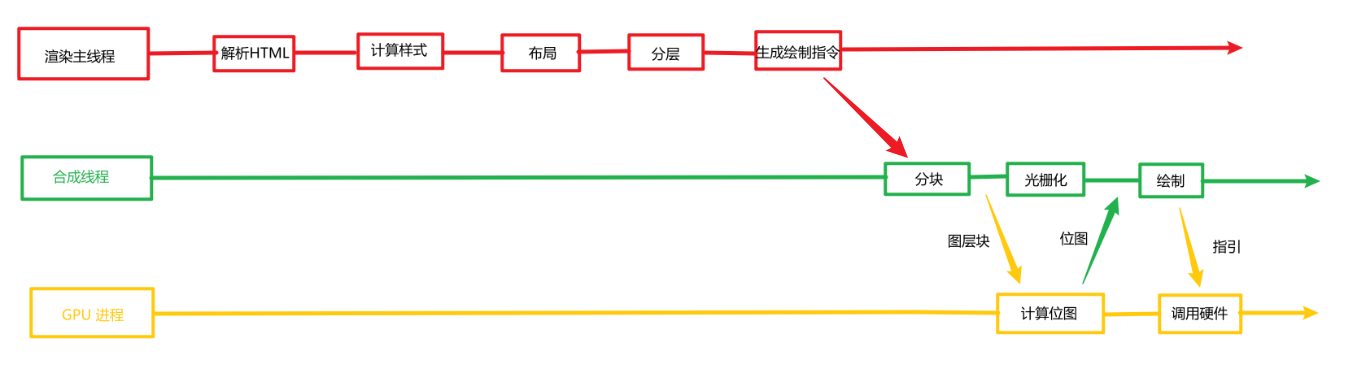 渲染主线程
解析HTML
计算样式
布局
分层
生成绘制指令
合成线程
分块
光栅化
绘制
图层块
位图
指引
GPU 进程
计算位图
调用硬件